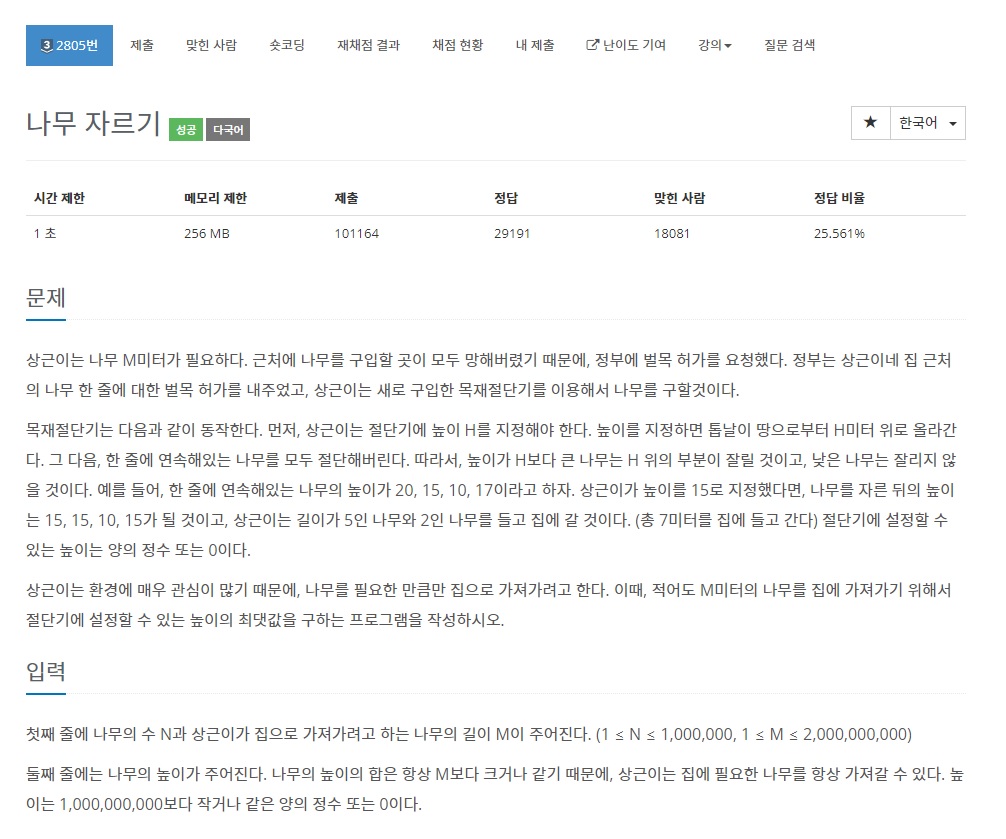 3 2805번 제출 맞힌 사람 숏코딩 재채점 결과 채점 현황 내 제출 난이도 기여 강의 질문 검색
나무 자르기 성공 다국어 ★ 한국어
시간 제한 메모리 제한 제출 정답 맞힌 사람 정답 비율
1 초 256 MB 101164 29191 18081 25.561%
문제
상근이는 나무 M미터가 필요하다. 근처에 나무를 구입할 곳이 모두 망해버렸기 때문에, 정부에 벌목 허가를 요청했다. 정부는 상근이네 집 근처
의 나무 한 줄에 대한 벌목 허가를 내주었고, 상근이는 새로 구입한 목재절단기를 이용해서 나무를 구할것이다.
목재절단기는 다음과 같이 동작한다. 먼저, 상근이는 절단기에 높이 H를 지정해야 한다. 높이를 지정하면 톱날이 땅으로부터 H미터 위로 올라간
다. 그 다음, 한 줄에 연속해있는 나무를 모두 절단해버린다. 따라서, 높이가 H보다 큰 나무는 H 위의 부분이 잘릴 것이고, 낮은 나무는 잘리지 않
을 것이다. 예를 들어, 한 줄에 연속해있는 나무의 높이가 20, 15, 10, 17이라고 하자. 상근이가 높이를 15로 지정했다면, 나무를 자른 뒤의 높이
는 15, 15, 10, 15가 될 것이고, 상근이는 길이가 5인 나무와 2인 나무를 들고 집에 갈 것이다. (총 7미터를 집에 들고 간다) 절단기에 설정할 수
있는 높이는 양의 정수 또는 0이다.
상근이는 환경에 매우 관심이 많기 때문에, 나무를 필요한 만큼만 집으로 가져가려고 한다. 이때, 적어도 M미터의 나무를 집에 가져가기 위해서
절단기에 설정할 수 있는 높이의 최댓값을 구하는 프로그램을 작성하시오.
입력
첫째 줄에 나무의 수 N과 상근이가 집으로 가져가려고 하는 나무의 길이 M이 주어진다. (1 ≤ N ≤ 1,000,000, 1 ≤ M ≤ 2,000,000,000)
둘째 줄에는 나무의 높이가 주어진다. 나무의 높이의 합은 항상 M보다 크거나 같기 때문에, 상근이는 집에 필요한 나무를 항상 가져갈 수 있다. 높
이는 1,000,000,000보다 작거나 같은 양의 정수 또는 0이다.